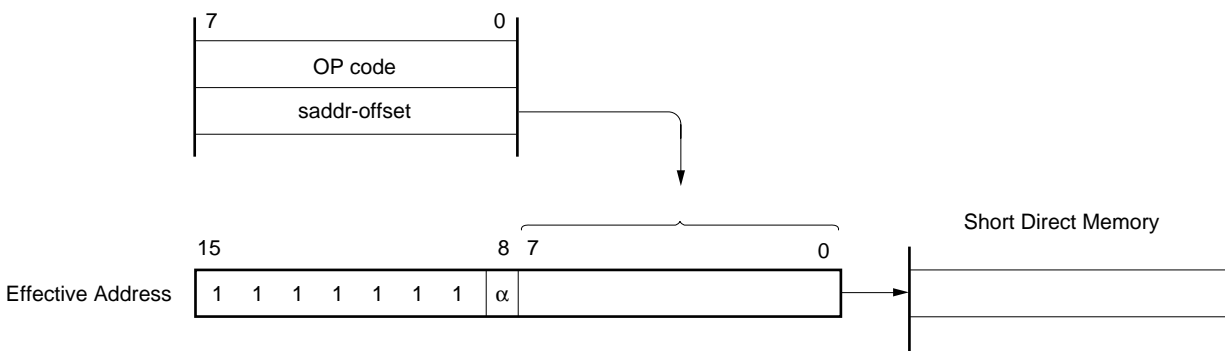 7 0
OP code
saddr-offset
Short Direct Memory
15 8 7 0
Effective Address 1 1 1 1 1 1 1 α